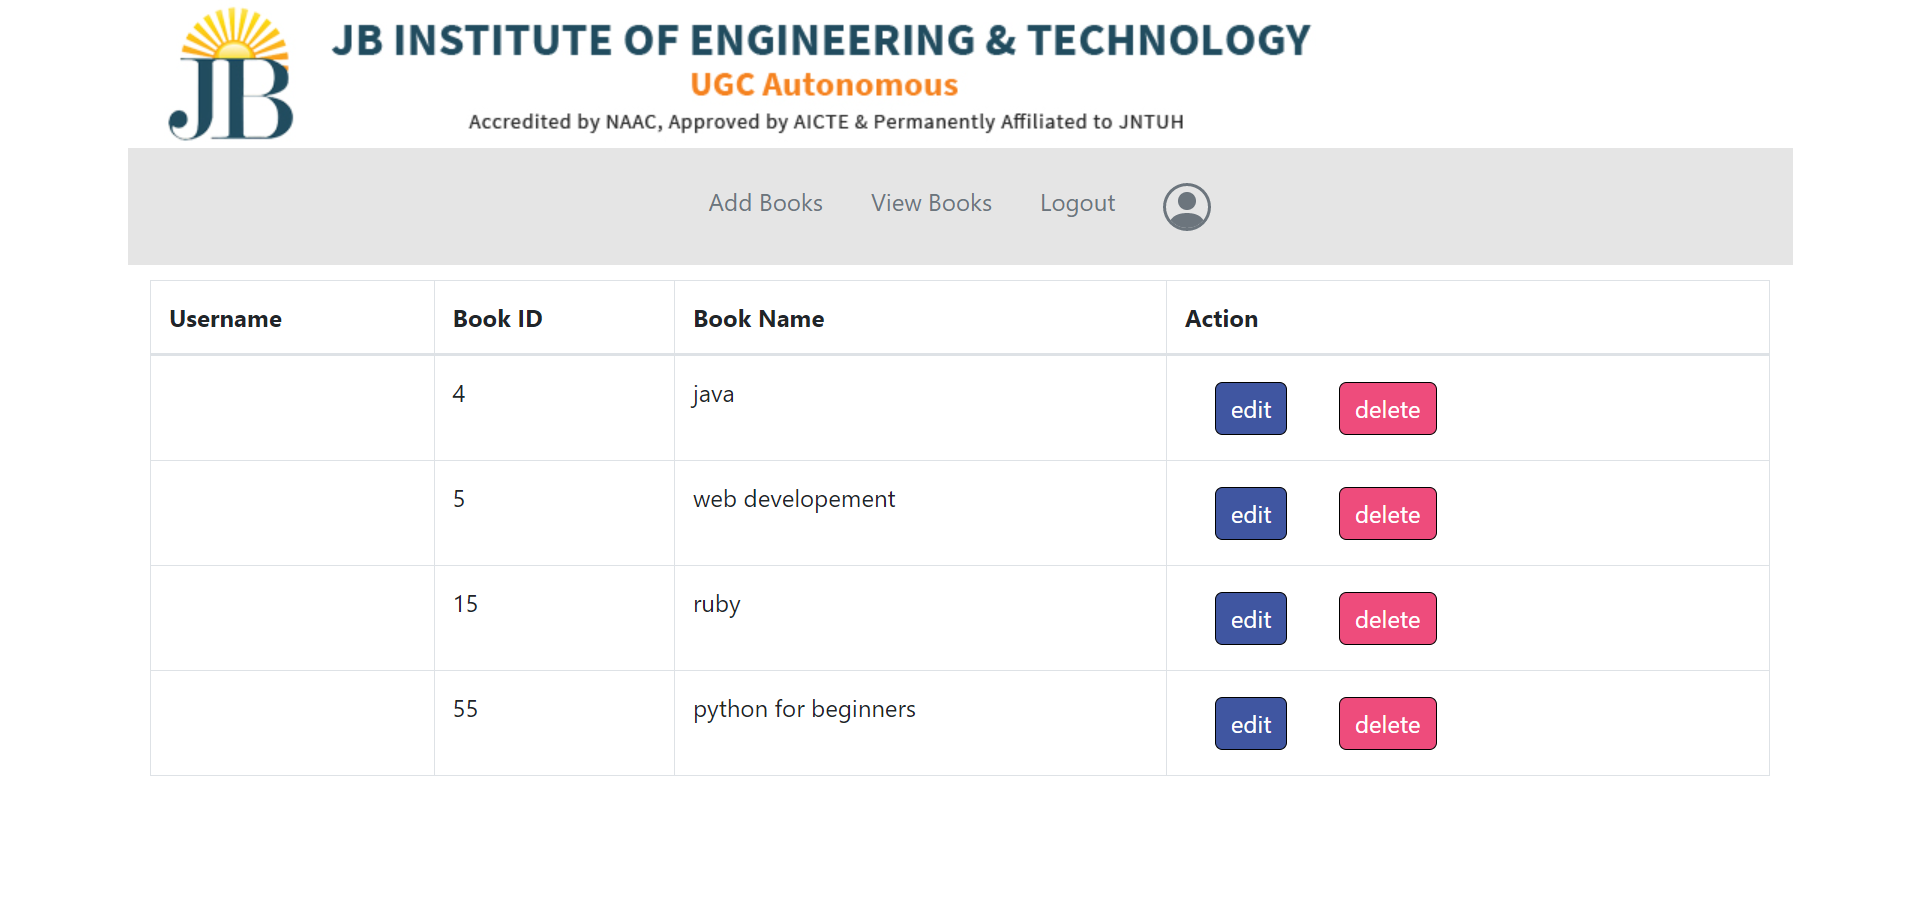 JB
JB INSTITUTE OF ENGINEERING & TECHNOLOGY
UGC Autonomous
Accredited by NAAC, Approved by AICTE & Permanently Affiliated to JNTUH
Add Books View Books Logout
Username Book ID Book Name Action
4 java edit delete
5 web developement edit delete
15 ruby edit delete
55 python for beginners edit delete